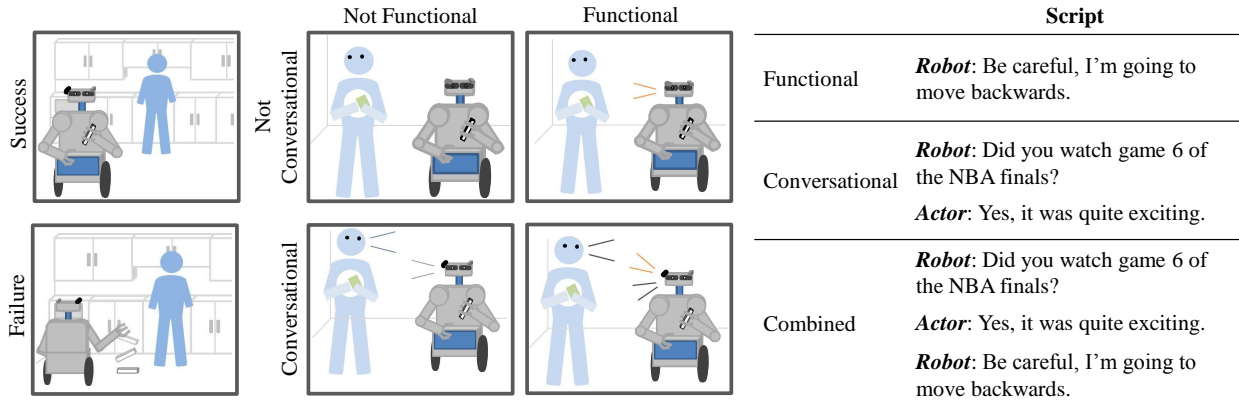 Not Functional
Functional
Success
Failure
Not
Conversational
Conversational
Script
Functional
Robot: Be careful, I'm going to
move backwards.
Conversational
Robot: Did you watch game 6 of
the NBA finals?
Actor: Yes, it was quite exciting.
Combined
Robot: Did you watch game 6 of
the NBA finals?
Actor: Yes, it was quite exciting.
Robot: Be careful, I'm going to
move backwards.